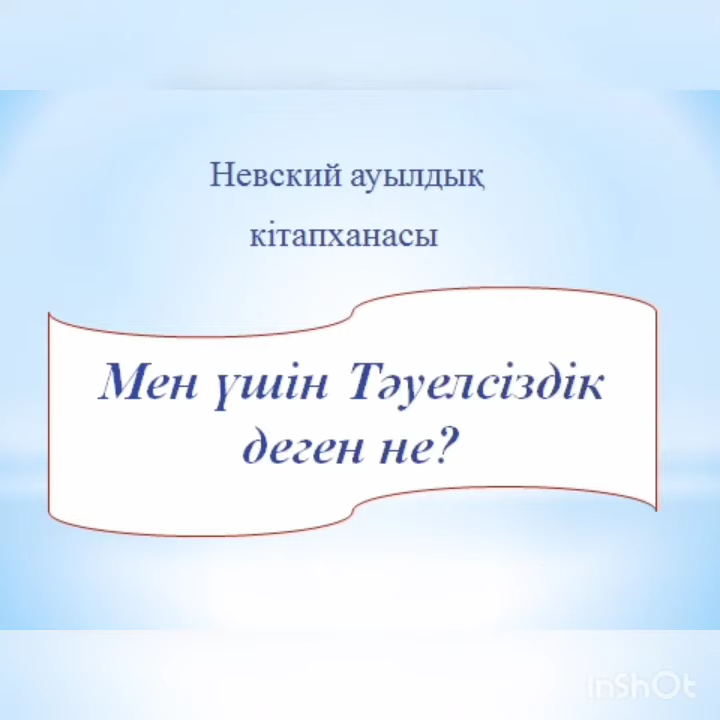 Невский ауылдық
кітапханасы
Мен үшін Тәуелсіздік
деген не?
InShOt